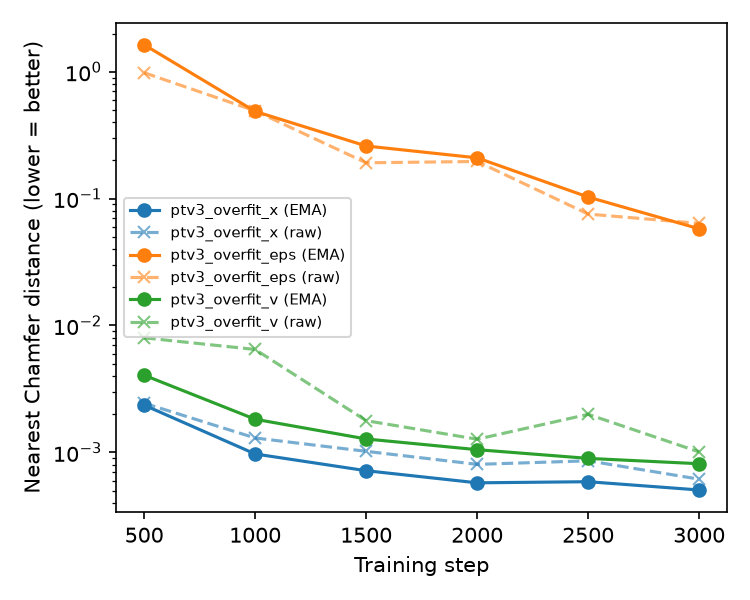 Nearest Chamfer distance (lower = better)
10⁰
10⁻¹
10⁻²
10⁻³
ptv3_overfit_x (EMA)
ptv3_overfit_x (raw)
ptv3_overfit_eps (EMA)
ptv3_overfit_eps (raw)
ptv3_overfit_v (EMA)
ptv3_overfit_v (raw)
500 1000 1500 2000 2500 3000
Training step